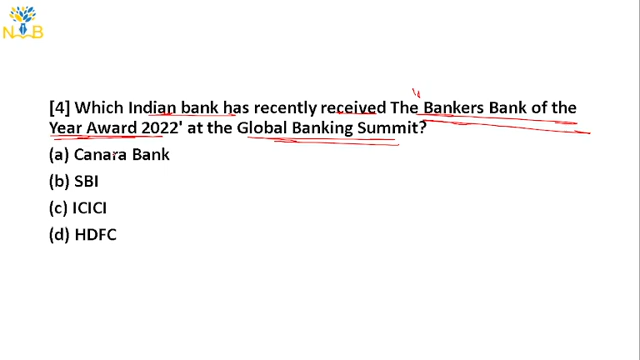 N B
[4] Which Indian bank has recently received The Bankers Bank of the
Year Award 2022' at the Global Banking Summit?
(a) Canara Bank
(b) SBI
(c) ICICI
(d) HDFC